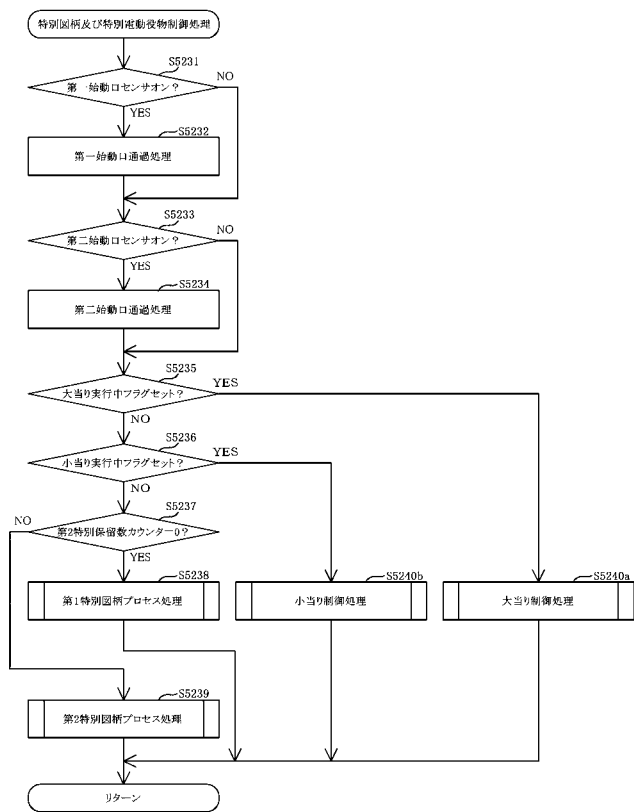 特別図柄及び特別電動役物制御処理
S5231
第一始動口センサオン？
NO
YES
S5232
第一始動口通過処理
S5233
第二始動口センサオン？
NO
YES
S5234
第二始動口通過処理
S5235
大当り実行中フラグセット？
YES
NO
S5236
小当り実行中フラグセット？
YES
NO
S5237
第2特別保留数カウンタ＝0？
NO
YES
S5238
第1特別図柄プロセス処理
S5240b
小当り制御処理
S5240a
大当り制御処理
S5239
第2特別図柄プロセス処理
リターン